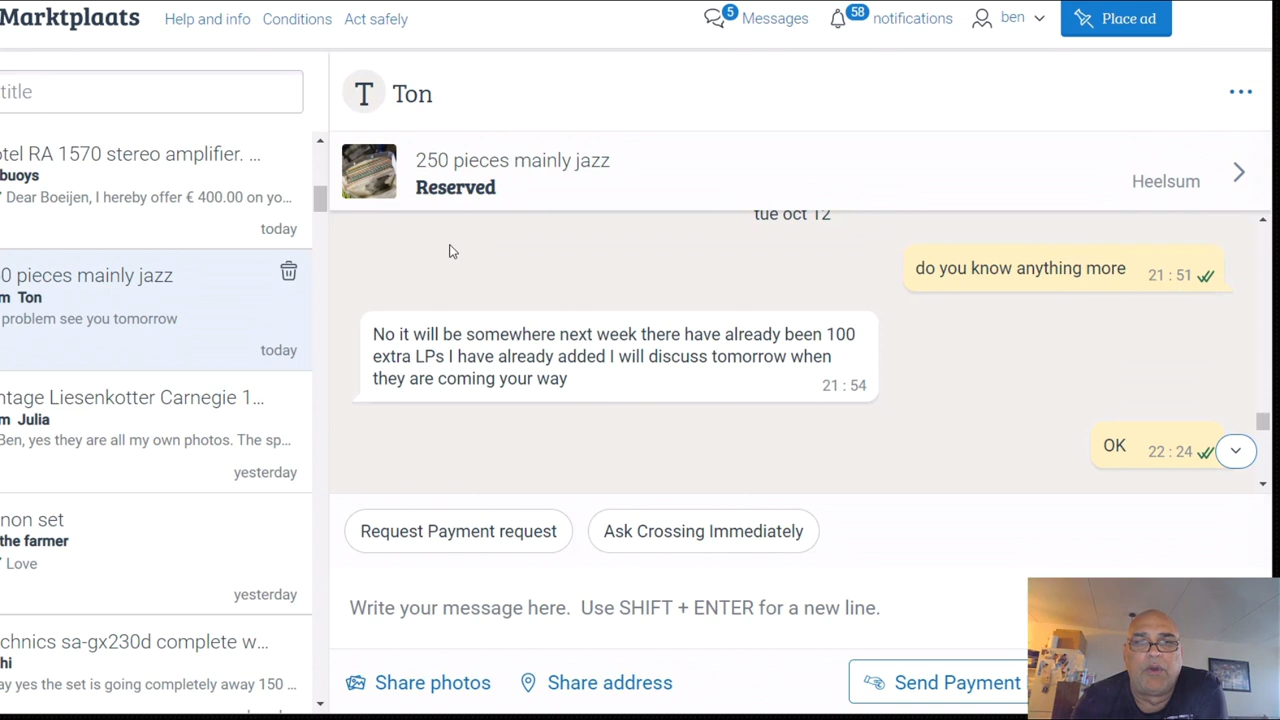 Marktplaats Help and info Conditions Act safely 5 Messages 58 notifications ben Place ad
title
otel RA 1570 stereo amplifier. ...
buoys
Dear Boeijen, I hereby offer € 400.00 on yo...
today
0 pieces mainly jazz
m Ton
problem see you tomorrow
today
ntage Liesenkotter Carnegie 1...
m Julia
Ben, yes they are all my own photos. The sp...
yesterday
non set
the farmer
Love
yesterday
echnics sa-gx230d complete w...
hi
ay yes the set is going completely away 150 ...
T Ton
250 pieces mainly jazz
Reserved
Heelsum
tue oct 12
do you know anything more 21 : 51
No it will be somewhere next week there have already been 100
extra LPs I have already added I will discuss tomorrow when
they are coming your way
21 : 54
OK 22 : 24
Request Payment request Ask Crossing Immediately
Write your message here. Use SHIFT + ENTER for a new line.
Share photos Share address Send Payment